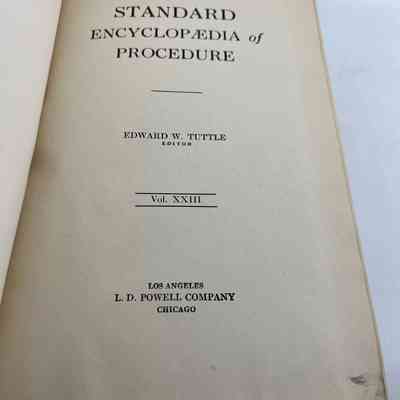 STANDARD
ENCYCLOPÆDIA of
PROCEDURE
EDWARD W. TUTTLE
EDITOR
Vol. XXIII
LOS ANGELES
L. D. POWELL COMPANY
CHICAGO